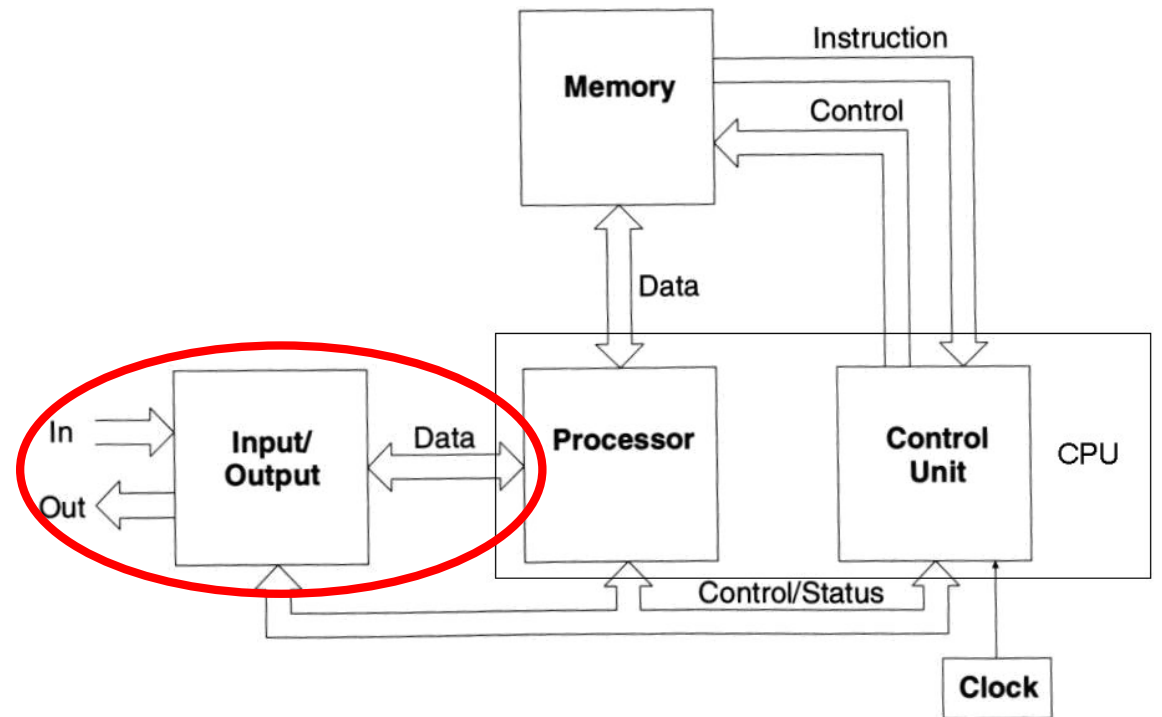 Instruction
Memory
Control
Data
In
Input/
Output
Data
Processor
Control
Unit
CPU
Out
Control/Status
Clock